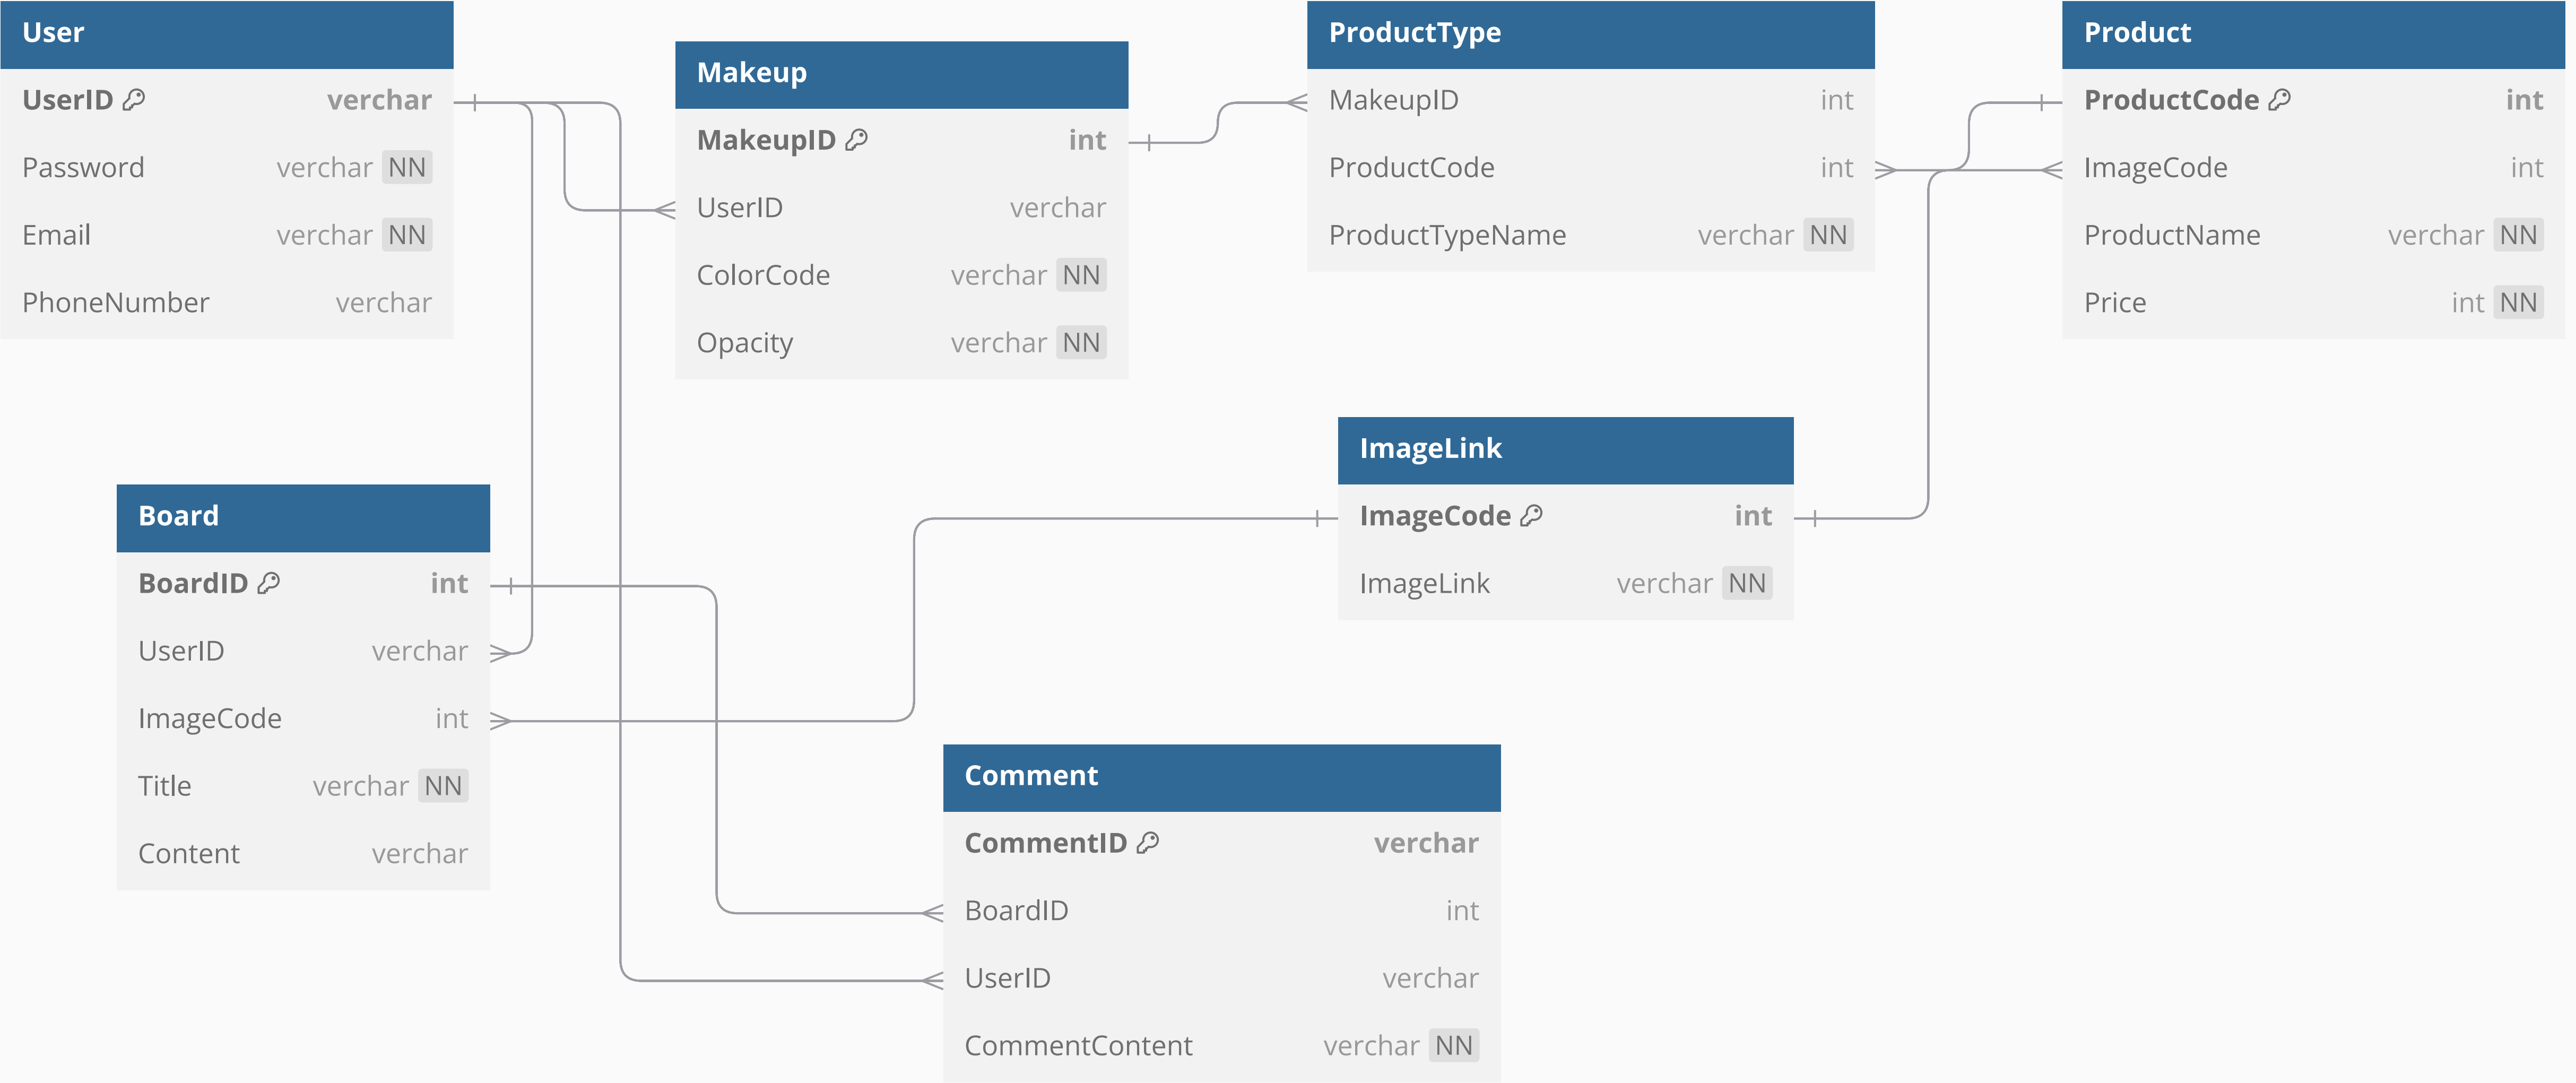 User
UserID verchar
Password verchar NN
Email verchar NN
PhoneNumber verchar
Makeup
MakeupID int
UserID verchar
ColorCode verchar NN
Opacity verchar NN
ProductType
MakeupID int
ProductCode int
ProductTypeName verchar NN
Product
ProductCode int
ImageCode int
ProductName verchar NN
Price int NN
Board
BoardID int
UserID verchar
ImageCode int
Title verchar NN
Content verchar
ImageLink
ImageCode int
ImageLink verchar NN
Comment
CommentID verchar
BoardID int
UserID verchar
CommentContent verchar NN